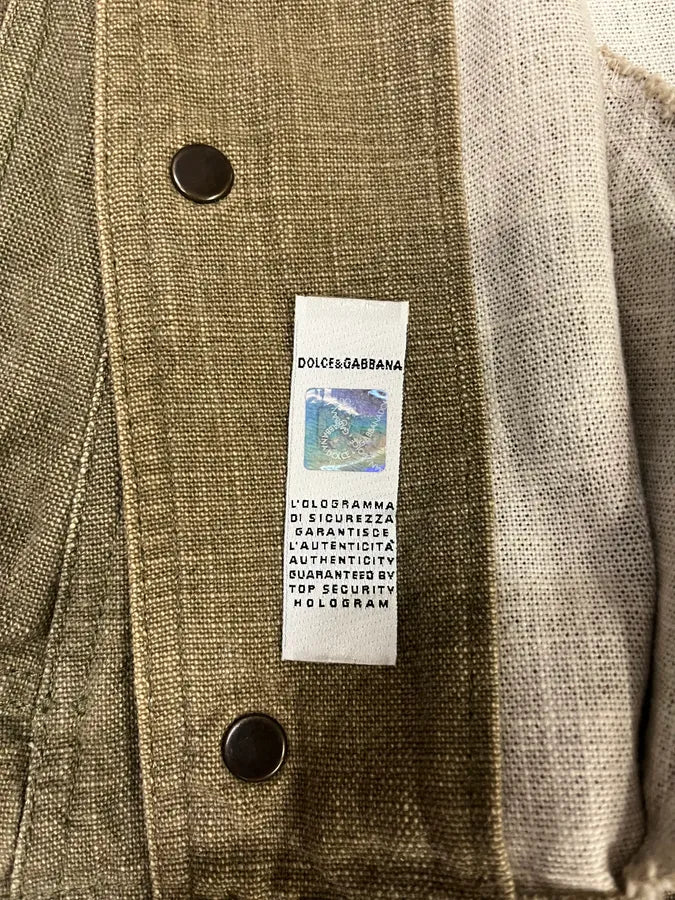 DOLCE&GABBANA
L'OLOGRAMMA
DI SICUREZZA
GARANTISCE
L'AUTENTICITÀ
AUTHENTICITY
GUARANTEED BY
TOP SECURITY
HOLOGRAM